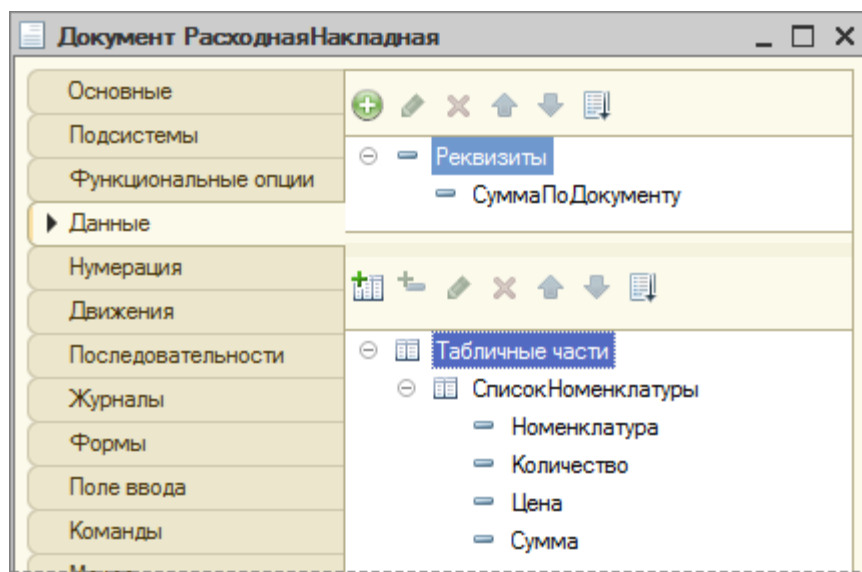 Документ РасходнаяНакладная
Основные
Подсистемы
Функциональные опции
Данные
Нумерация
Движения
Последовательности
Журналы
Формы
Поле ввода
Команды
Реквизиты
СуммаПоДокументу
Табличные части
СписокНоменклатуры
Номенклатура
Количество
Цена
Сумма